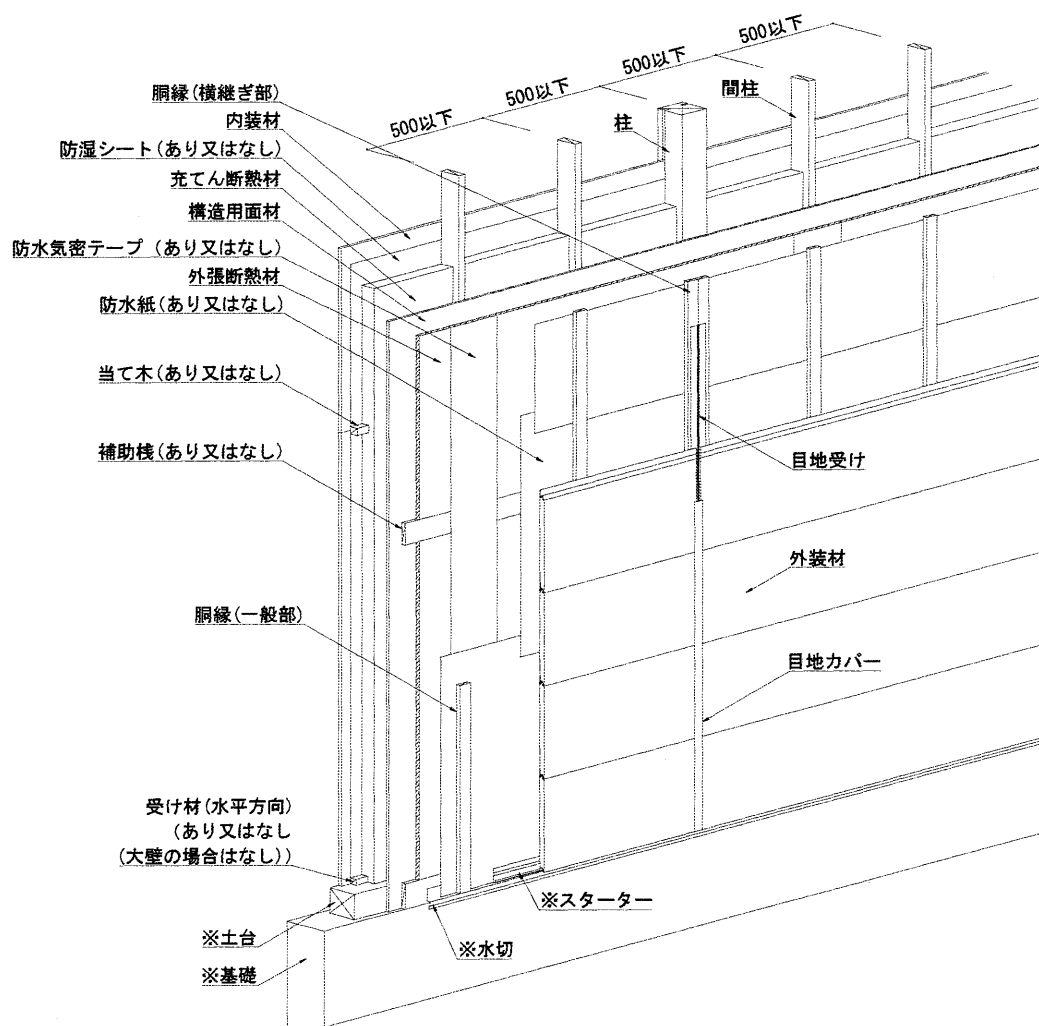 500以下
500以下
500以下
500以下
胴縁(横継ぎ部)
内装材
防湿シート(あり又はなし)
充てん断熱材
構造用面材
防水気密テープ(あり又はなし)
外張断熱材
防水紙(あり又はなし)
間柱
柱
当て木(あり又はなし)
補助桟(あり又はなし)
目地受け
外装材
胴縁(一般部)
目地カバー
受け材(水平方向)
(あり又はなし
(大壁の場合はなし))
※スターター
※土台
※水切
※基礎